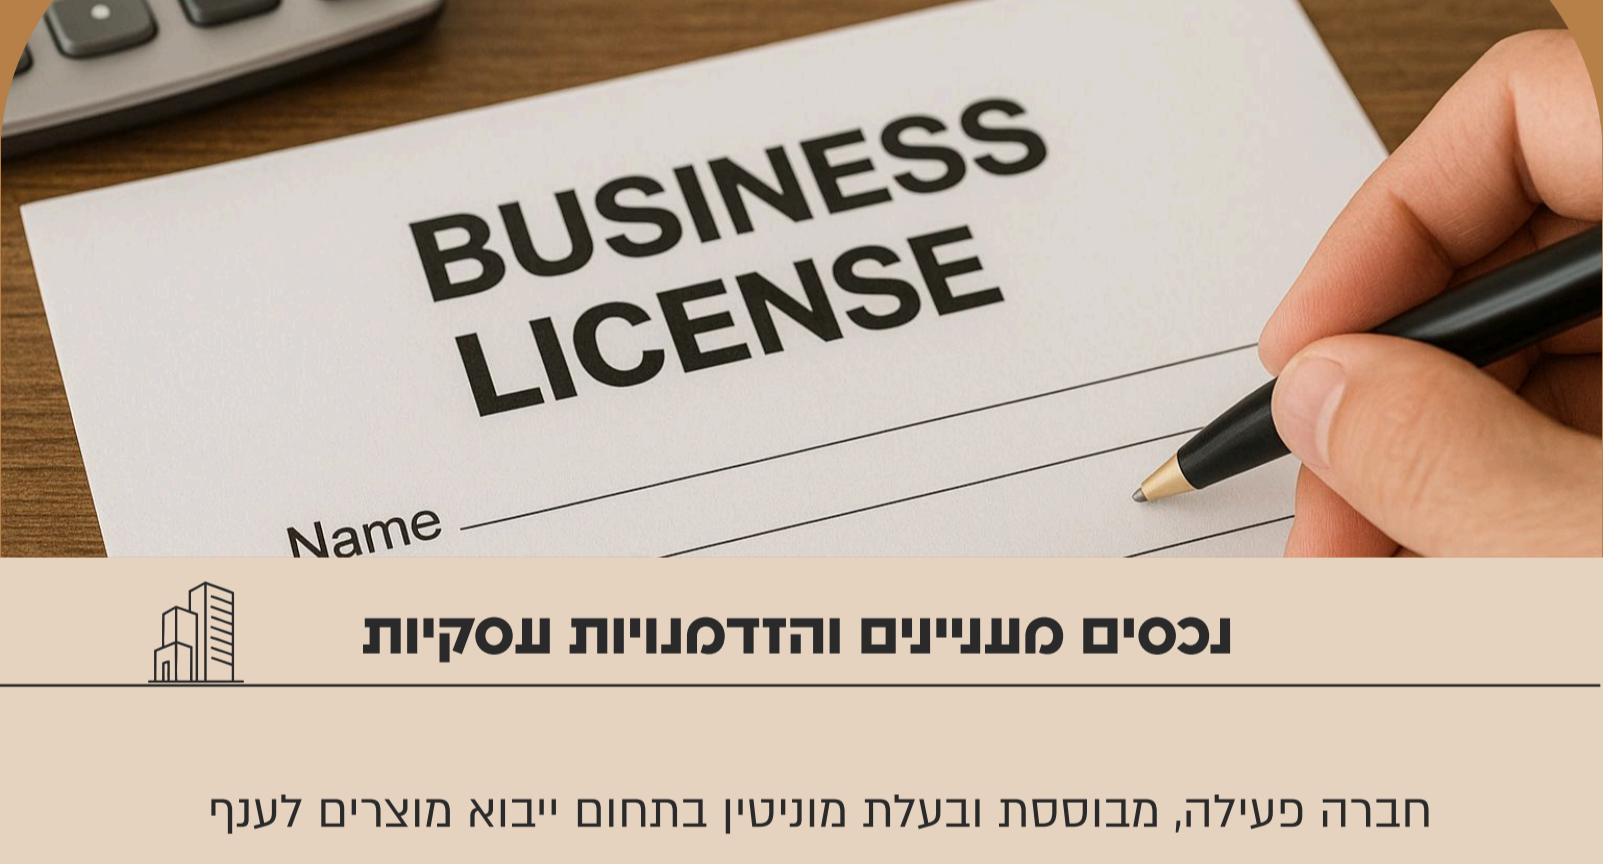 BUSINESS
LICENSE
Name
נכסים מעניינים והזדמנויות עסקיות
חברה פעילה, מבוססת ובעלת מוניטין בתחום ייבוא מוצרים לענף